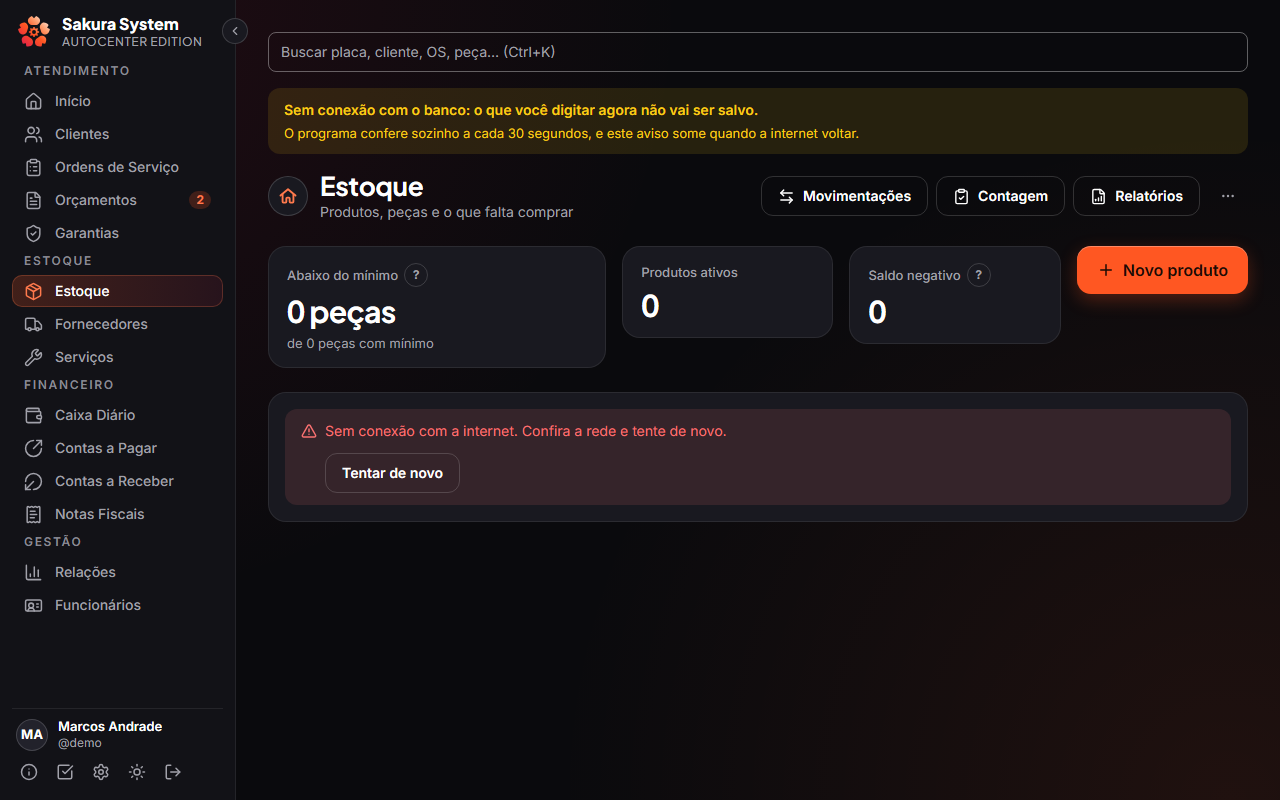 Sakura System
AUTOCENTER EDITION
ATENDIMENTO
Início
Clientes
Ordens de Serviço
Orçamentos 2
Garantias
ESTOQUE
Estoque
Fornecedores
Serviços
FINANCEIRO
Caixa Diário
Contas a Pagar
Contas a Receber
Notas Fiscais
GESTÃO
Relações
Funcionários
MA
Marcos Andrade
@demo
Buscar placa, cliente, OS, peça... (Ctrl+K)
Sem conexão com o banco: o que você digitar agora não vai ser salvo.
O programa confere sozinho a cada 30 segundos, e este aviso some quando a internet voltar.
Estoque
Produtos, peças e o que falta comprar
Movimentações
Contagem
Relatórios
···
Abaixo do mínimo ?
0 peças
de 0 peças com mínimo
Produtos ativos
0
Saldo negativo ?
0
+ Novo produto
Sem conexão com a internet. Confira a rede e tente de novo.
Tentar de novo